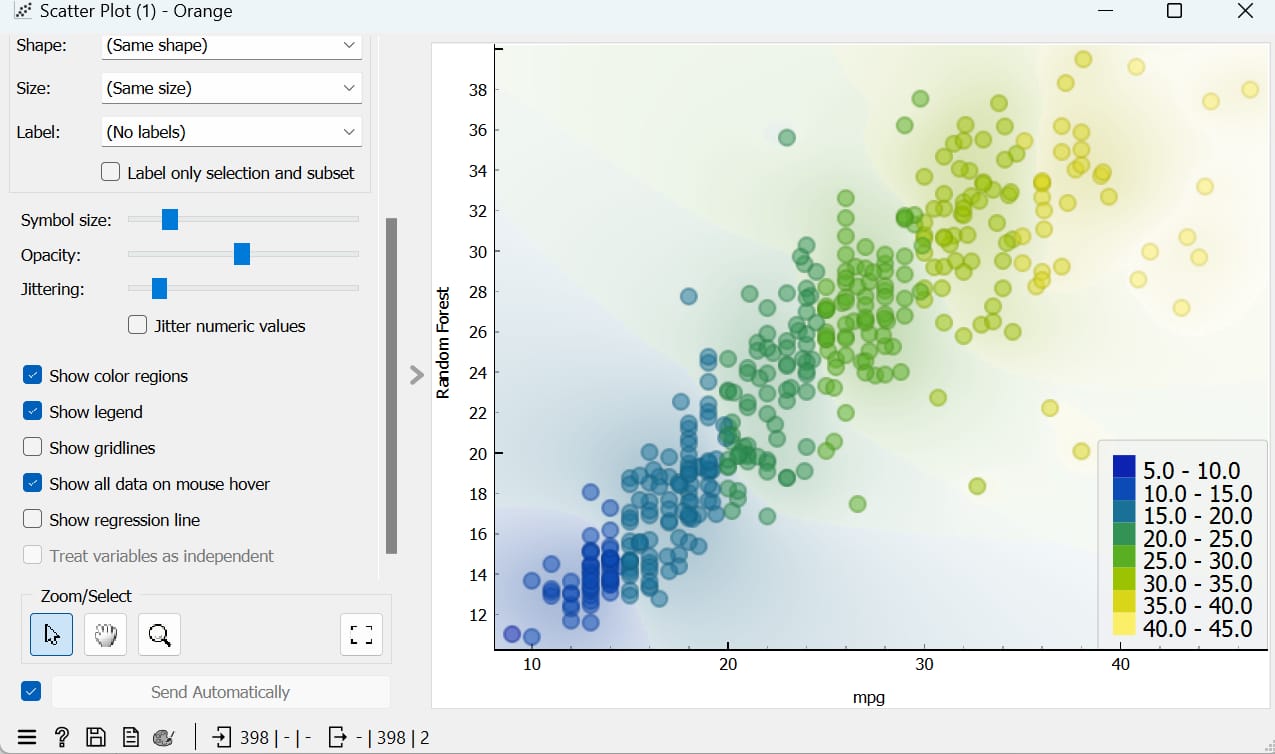 Scatter Plot (1) - Orange
Shape: (Same shape)
Size: (Same size)
Label: (No labels)
Label only selection and subset
Symbol size:
Opacity:
Jittering:
Jitter numeric values
Show color regions
Show legend
Show gridlines
Show all data on mouse hover
Show regression line
Treat variables as independent
Zoom/Select
Send Automatically
398 | - | - - | 398 | 2
Random Forest
38
36
34
32
30
28
26
24
22
20
18
16
14
12
10 20 30 40
mpg
5.0 - 10.0
10.0 - 15.0
15.0 - 20.0
20.0 - 25.0
25.0 - 30.0
30.0 - 35.0
35.0 - 40.0
40.0 - 45.0